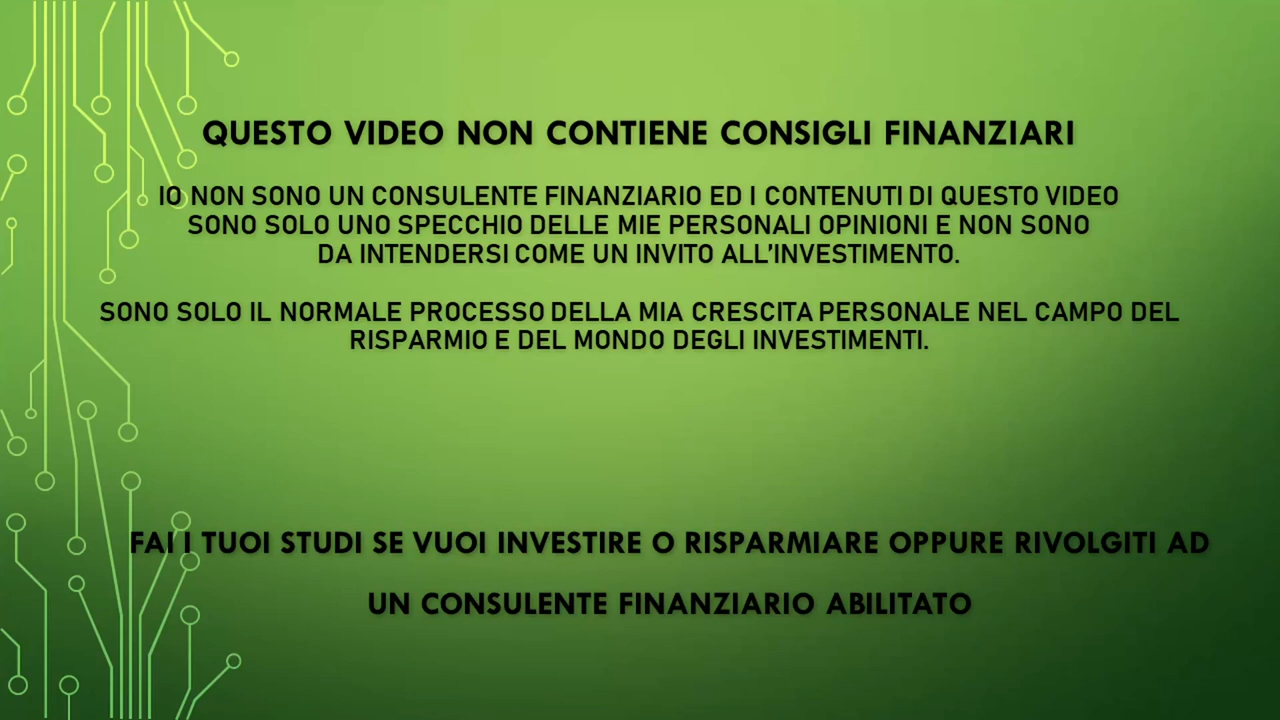 QUESTO VIDEO NON CONTIENE CONSIGLI FINANZIARI
IO NON SONO UN CONSULENTE FINANZIARIO ED I CONTENUTI DI QUESTO VIDEO
SONO SOLO UNO SPECCHIO DELLE MIE PERSONALI OPINIONI E NON SONO
DA INTENDERSI COME UN INVITO ALL'INVESTIMENTO.
SONO SOLO IL NORMALE PROCESSO DELLA MIA CRESCITA PERSONALE NEL CAMPO DEL
RISPARMIO E DEL MONDO DEGLI INVESTIMENTI.
FAI I TUOI STUDI SE VUOI INVESTIRE O RISPARMIARE OPPURE RIVOLGITI AD
UN CONSULENTE FINANZIARIO ABILITATO